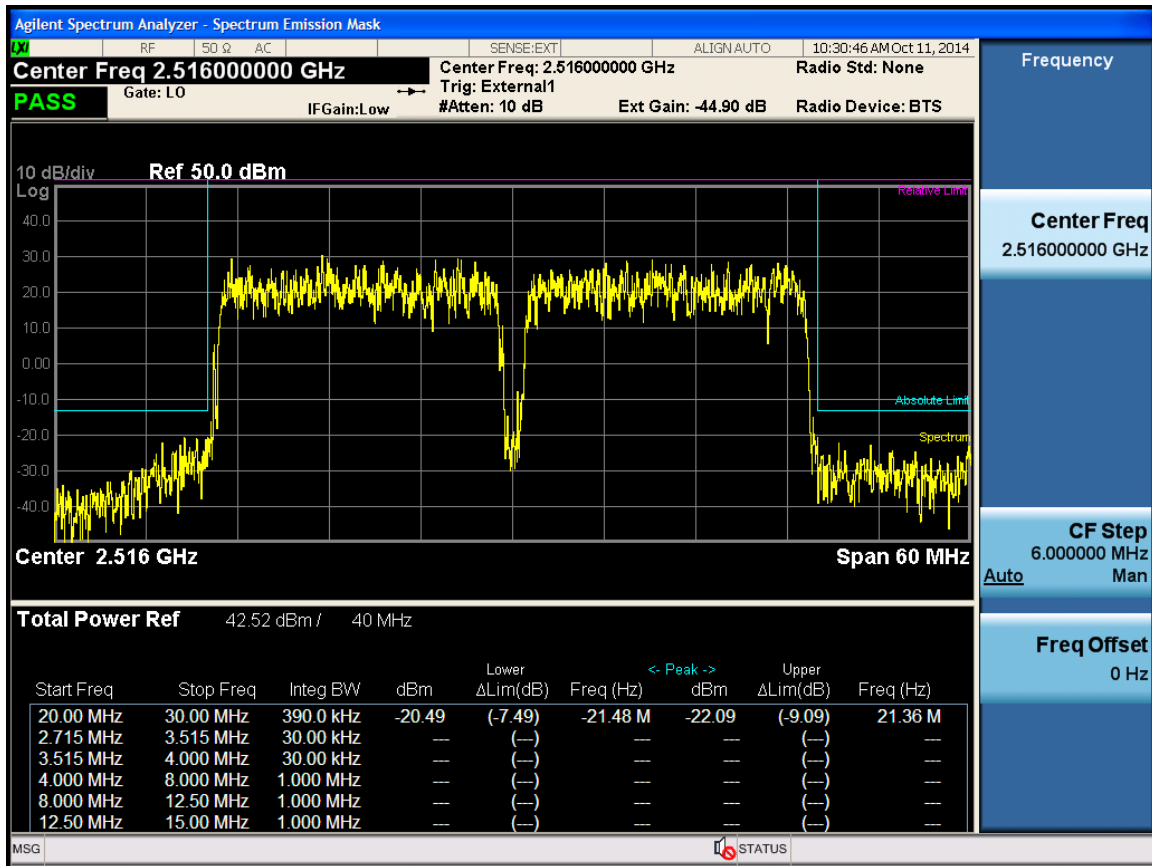 Agilent Spectrum Analyzer - Spectrum Emission Mask
LXI RF 50 Ω AC SENSE:EXT ALIGN AUTO 10:30:46 AM Oct 11, 2014
Center Freq 2.516000000 GHz
Center Freq: 2.516000000 GHz Radio Std: None
PASS Gate: LO Trig: External1
IFGain:Low #Atten: 10 dB Ext Gain: -44.90 dB Radio Device: BTS
10 dB/div Ref 50.0 dBm
Log
Relative Limit
40.0
30.0
20.0
10.0
0.00
-10.0
Absolute Limit
-20.0
Spectrum
-30.0
-40.0
Center 2.516 GHz Span 60 MHz
Total Power Ref 42.52 dBm / 40 MHz
Lower <- Peak -> Upper
Start Freq Stop Freq Integ BW dBm ΔLim(dB) Freq (Hz) dBm ΔLim(dB) Freq (Hz)
20.00 MHz 30.00 MHz 390.0 kHz -20.49 (-7.49) -21.48 M -22.09 (-9.09) 21.36 M
2.715 MHz 3.515 MHz 30.00 kHz --- (---) --- --- (---) ---
3.515 MHz 4.000 MHz 30.00 kHz --- (---) --- --- (---) ---
4.000 MHz 8.000 MHz 1.000 MHz --- (---) --- --- (---) ---
8.000 MHz 12.50 MHz 1.000 MHz --- (---) --- --- (---) ---
12.50 MHz 15.00 MHz 1.000 MHz --- (---) --- --- (---) ---
MSG STATUS
Frequency
Center Freq
2.516000000 GHz
CF Step
6.000000 MHz
Auto Man
Freq Offset
0 Hz